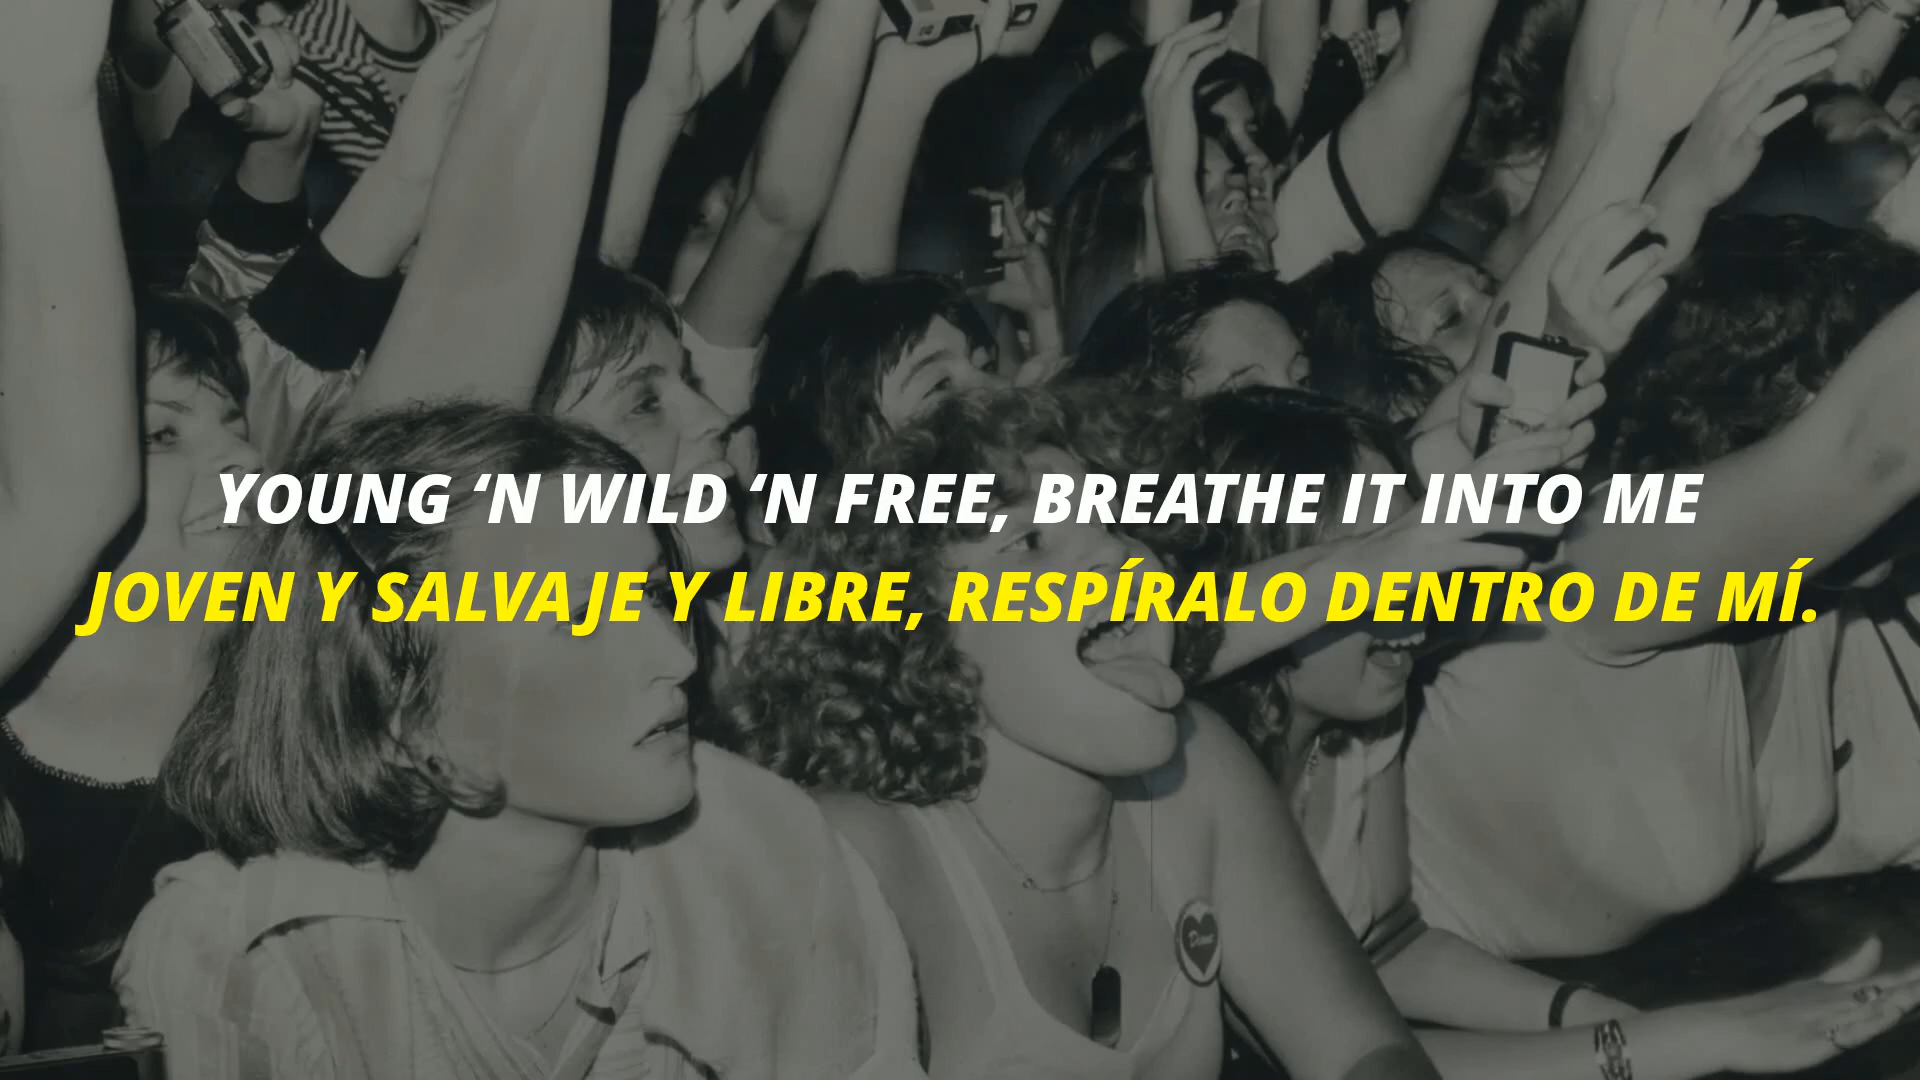 YOUNG ‘N WILD ‘N FREE, BREATHE IT INTO ME
JOVEN Y SALVAJE Y LIBRE, RESPÍRALO DENTRO DE MÍ.